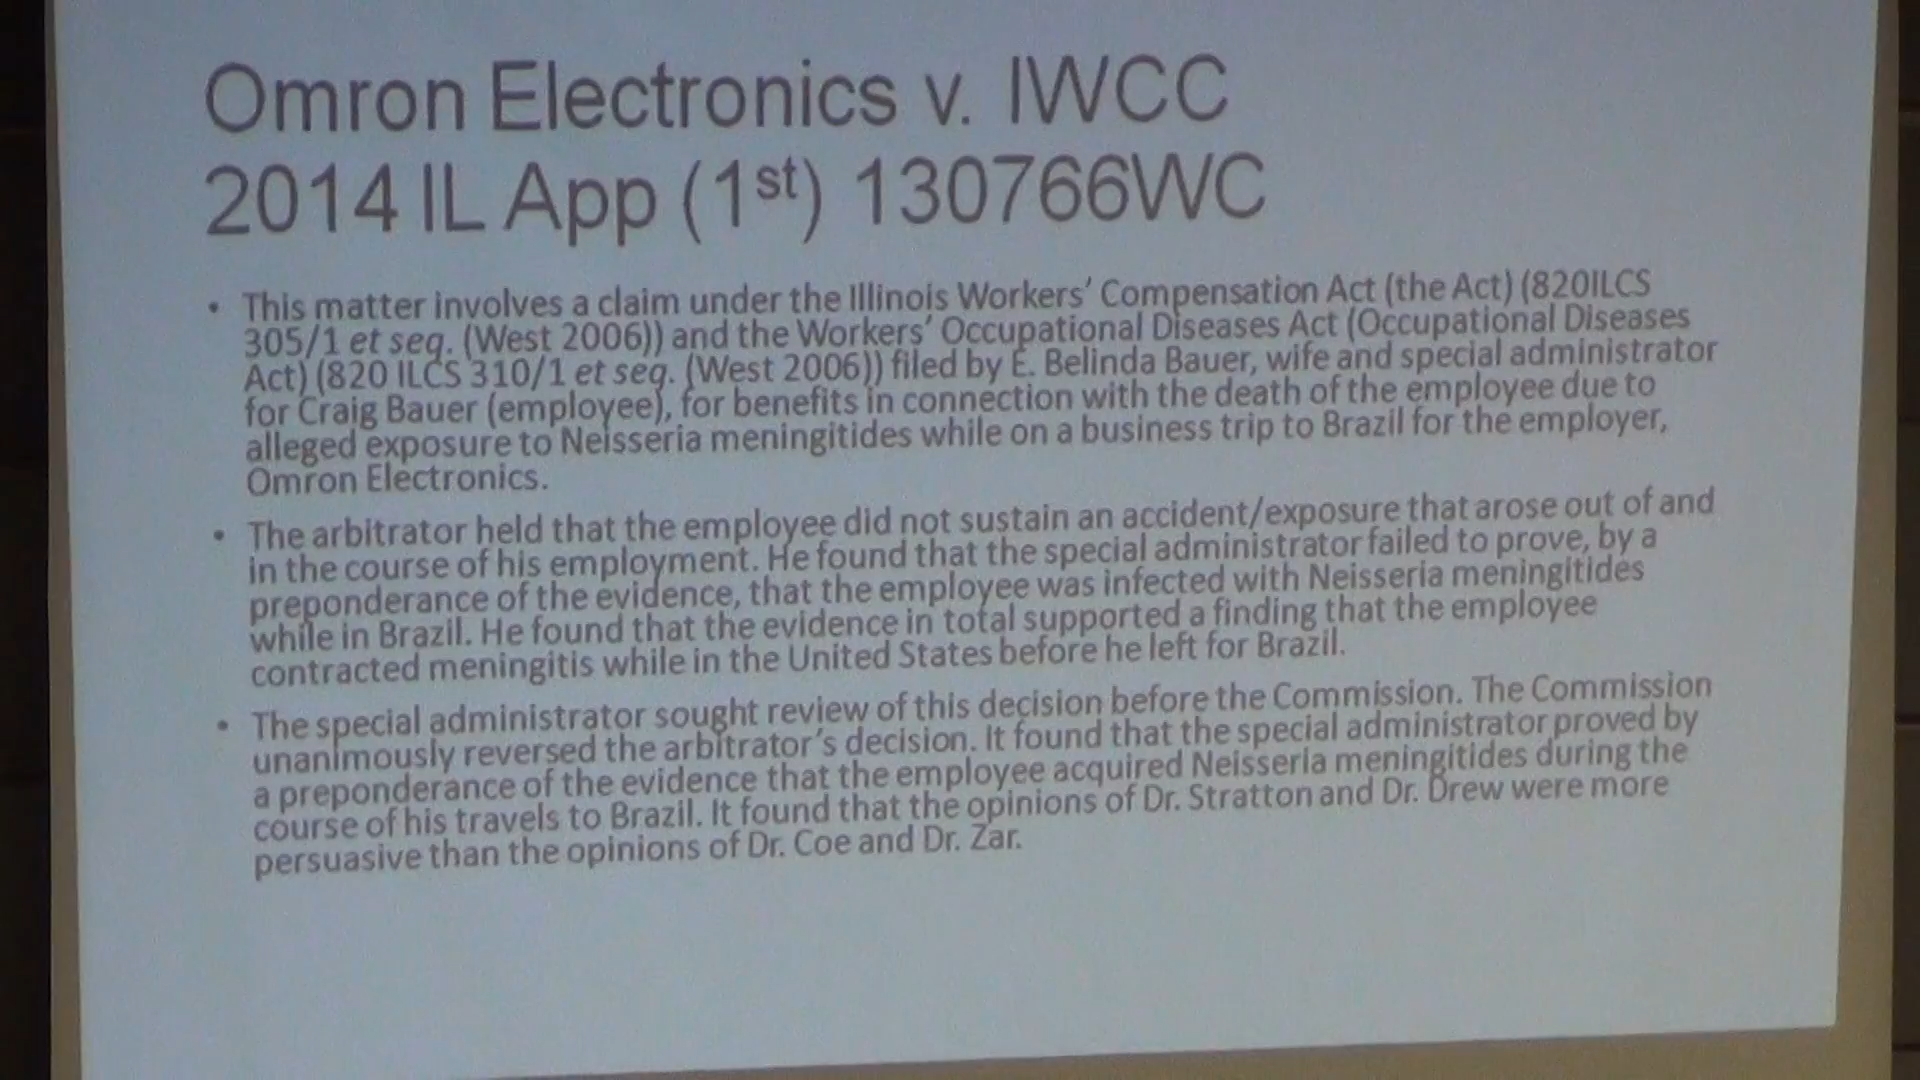 Omron Electronics v. IWCC
2014 IL App (1st) 130766WC
• This matter involves a claim under the Illinois Workers' Compensation Act (the Act) (820ILCS
305/1 et seq. (West 2006)) and the Workers' Occupational Diseases Act (Occupational Diseases
Act) (820 ILCS 310/1 et seq. (West 2006)) filed by E. Belinda Bauer, wife and special administrator
for Craig Bauer (employee), for benefits in connection with the death of the employee due to
alleged exposure to Neisseria meningitides while on a business trip to Brazil for the employer,
Omron Electronics.
• The arbitrator held that the employee did not sustain an accident/exposure that arose out of and
in the course of his employment. He found that the special administrator failed to prove, by a
preponderance of the evidence, that the employee was infected with Neisseria meningitides
while in Brazil. He found that the evidence in total supported a finding that the employee
contracted meningitis while in the United States before he left for Brazil.
• The special administrator sought review of this decision before the Commission. The Commission
unanimously reversed the arbitrator's decision. It found that the special administrator proved by
a preponderance of the evidence that the employee acquired Neisseria meningitides during the
course of his travels to Brazil. It found that the opinions of Dr. Stratton and Dr. Drew were more
persuasive than the opinions of Dr. Coe and Dr. Zar.